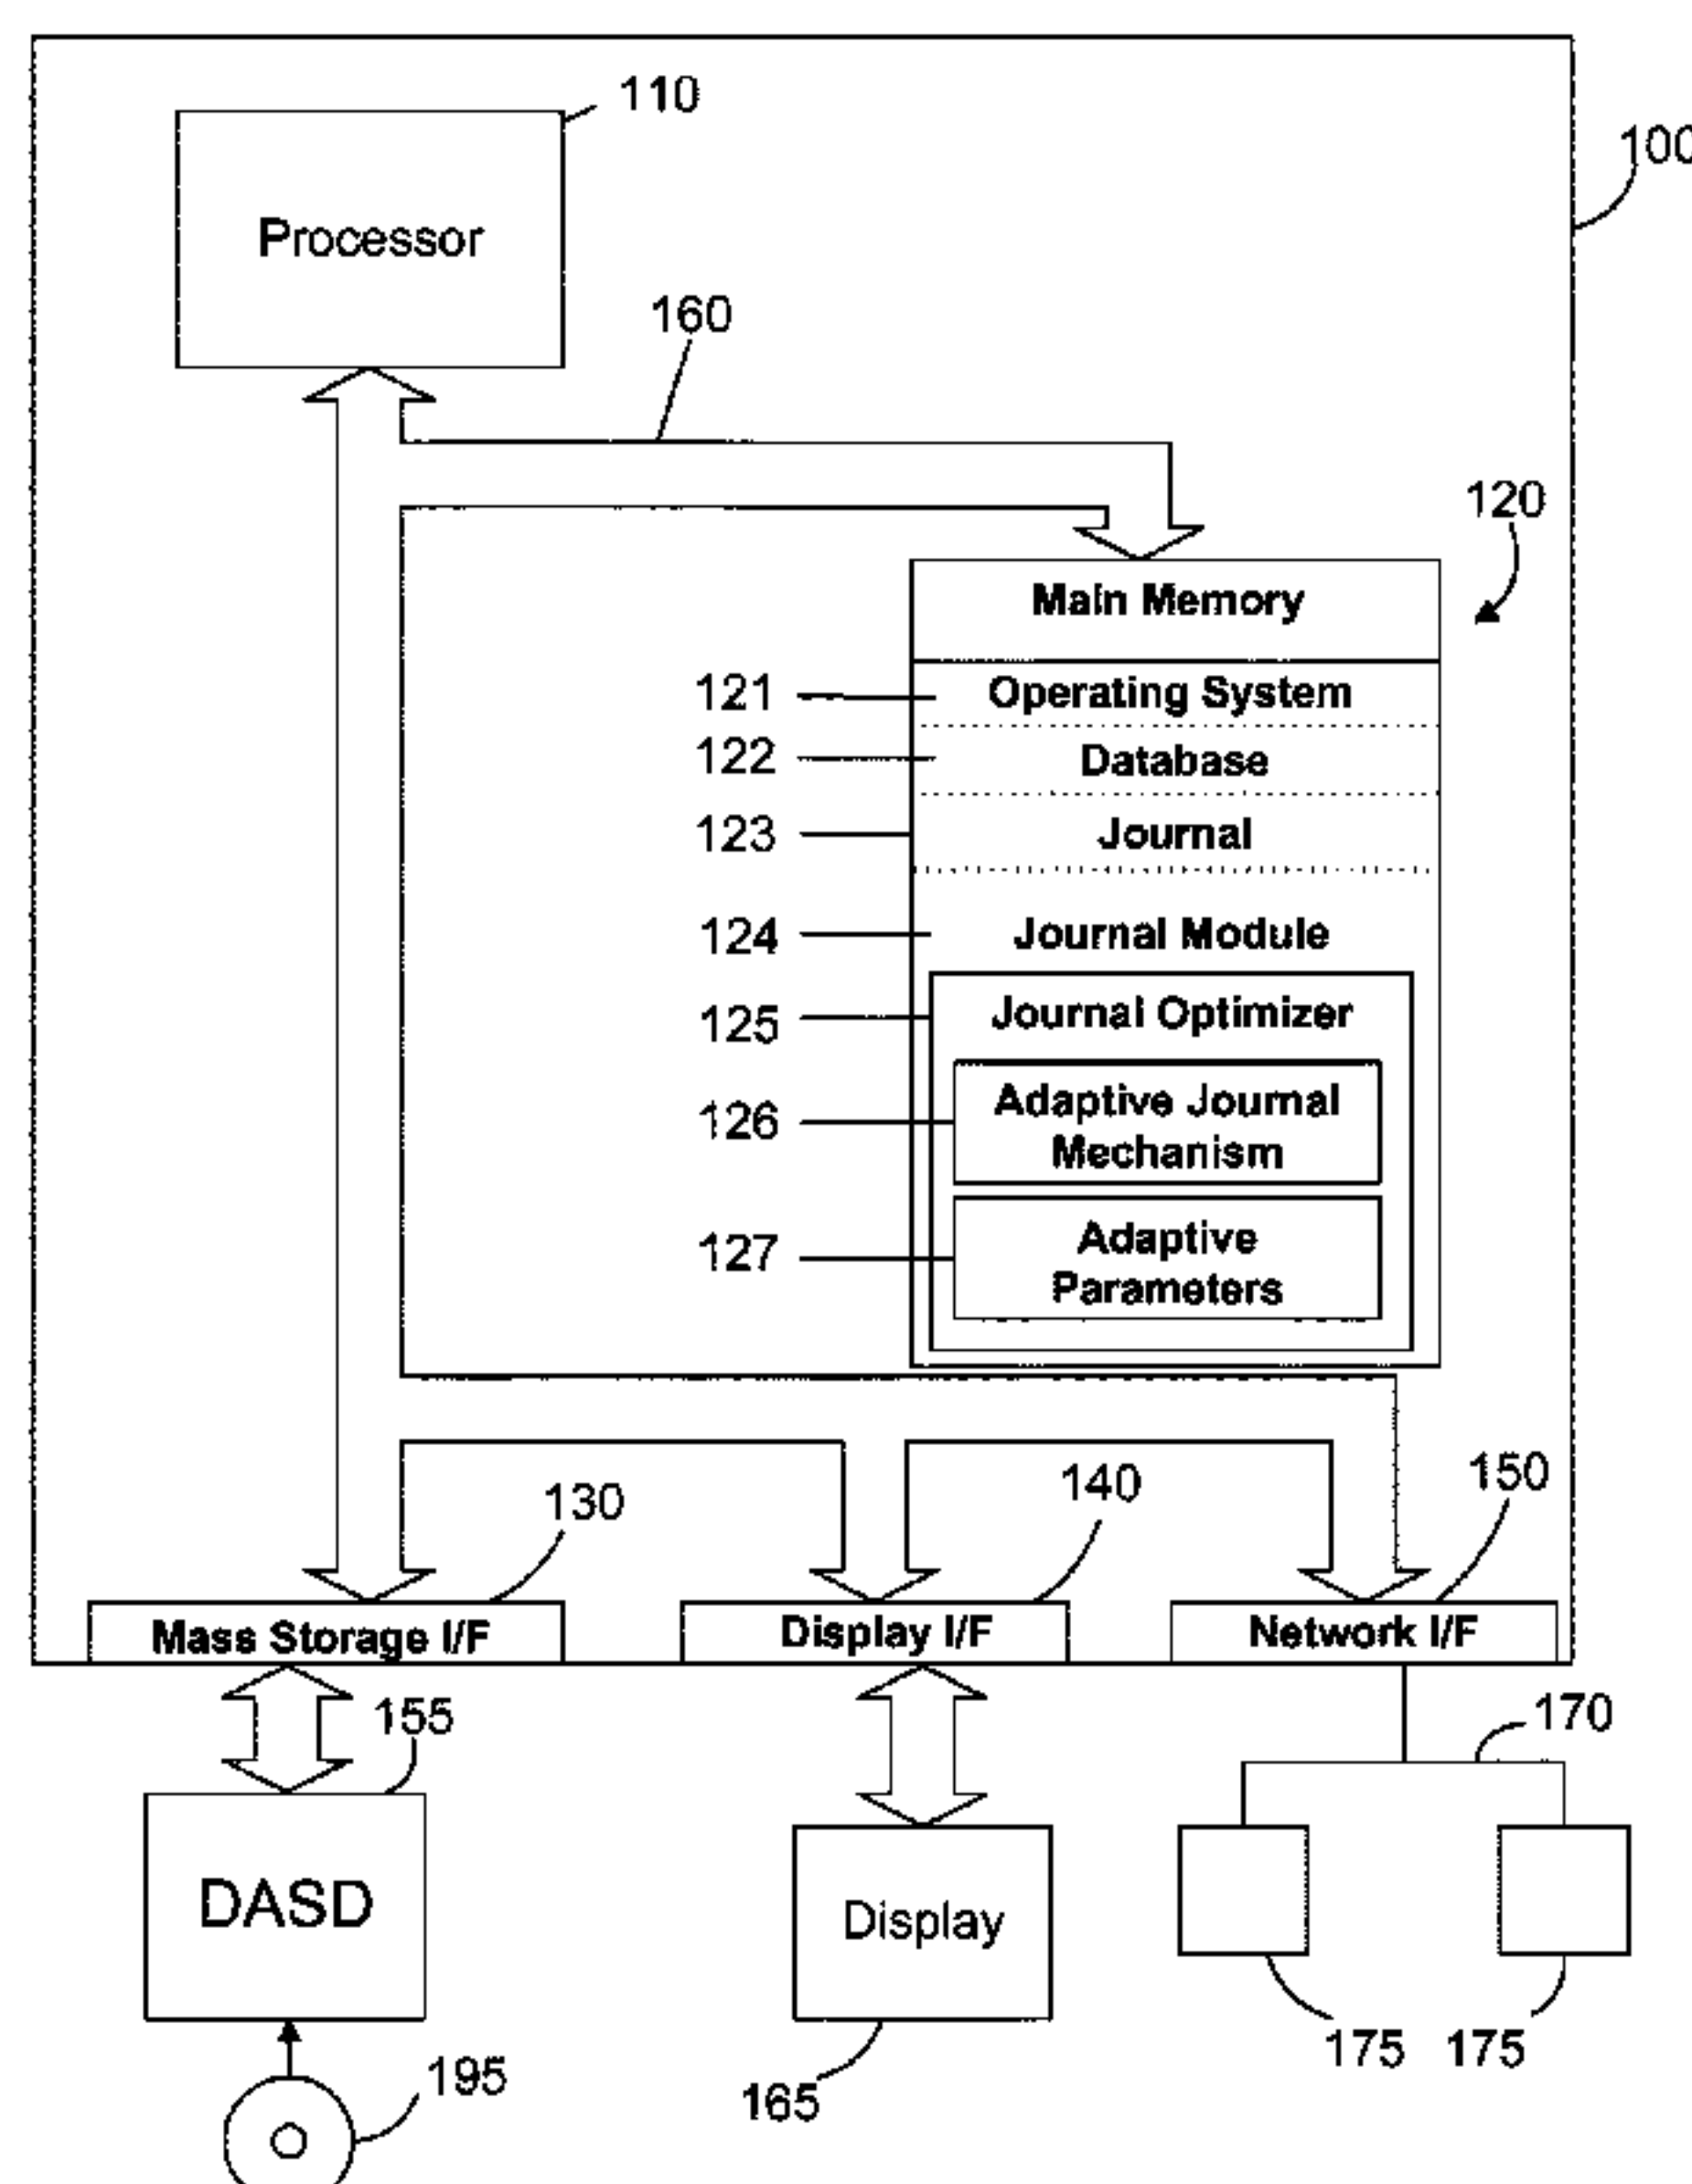 110
100
Processor
160
120
Main Memory
121
Operating System
122
Database
123
Journal
124
Journal Module
125
Journal Optimizer
126
Adaptive Journal
Mechanism
127
Adaptive
Parameters
130
140
150
Mass Storage I/F
Display I/F
Network I/F
155
170
DASD
Display
175
175
195
165